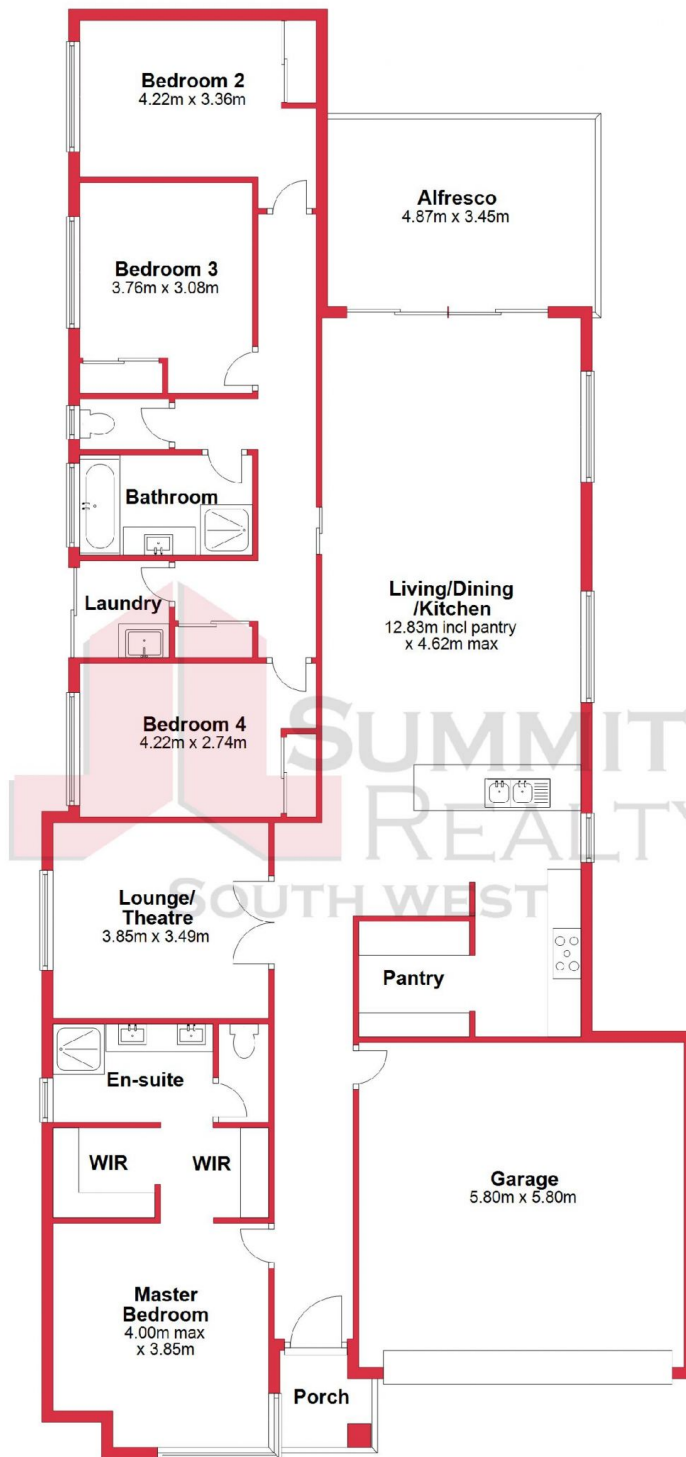 Bedroom 2
4.22m x 3.36m
Alfresco
4.87m x 3.45m
Bedroom 3
3.76m x 3.08m
Bathroom
Living/Dining
/Kitchen
12.83m incl pantry
x 4.62m max
Laundry
Bedroom 4
4.22m x 2.74m
SUMMIT
REALTY
SOUTH WEST
Lounge/
Theatre
3.85m x 3.49m
Pantry
En-suite
WIR
WIR
Garage
5.80m x 5.80m
Master
Bedroom
4.00m max
x 3.85m
Porch